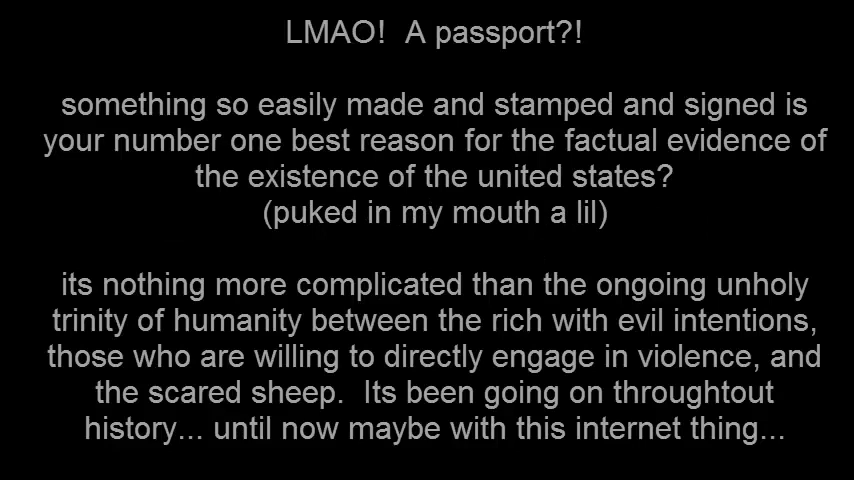 LMAO!  A passport?!
something so easily made and stamped and signed is
your number one best reason for the factual evidence of
the existence of the united states?
(puked in my mouth a lil)
its nothing more complicated than the ongoing unholy
trinity of humanity between the rich with evil intentions,
those who are willing to directly engage in violence, and
the scared sheep.  Its been going on throughtout
history... until now maybe with this internet thing...